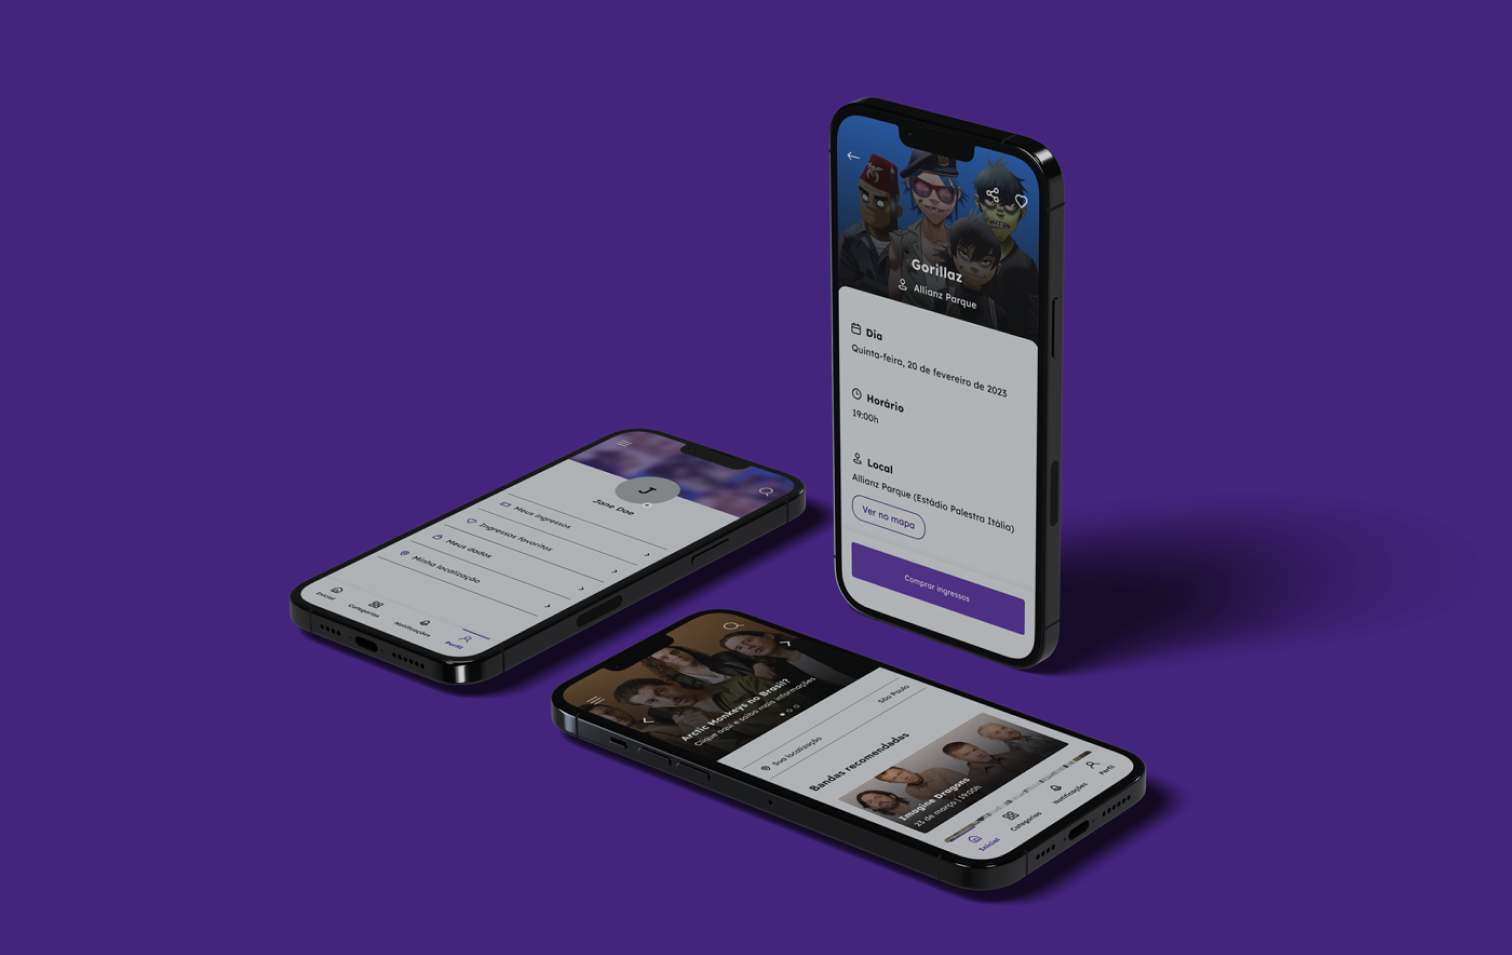 Gorillaz
Allianz Parque
Dia
Quinta-feira, 20 de fevereiro de 2023
Horário
19:00h
Local
Allianz Parque (Estádio Palestra Itália)
Ver no mapa
Comprar ingressos
J
Jane Doe
Meus ingressos
Ingressos favoritos
Meus dados
Minha localização
Inicial
Categorias
Notificações
Perfil
Arctic Monkeys no Brasil?
Clique aqui e saiba mais informações
Sua localização
São Paulo
Bandas recomendadas
Imagine Dragons
25 de março | 19:00h
Inicial
Categorias
Notificações
Perfil